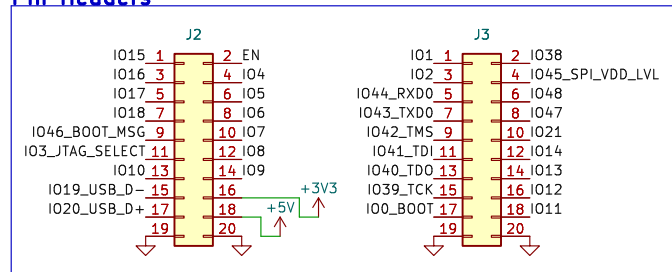 Pin Headers
J2 J3
IO15 1 2 EN IO1 1 2 IO38
IO16 3 4 IO4 IO2 3 4 IO45_SPI_VDD_LVL
IO17 5 6 IO5 IO44_RXD0 5 6 IO48
IO18 7 8 IO6 IO43_TXD0 7 8 IO47
IO46_BOOT_MSG 9 10 IO7 IO42_TMS 9 10 IO21
IO3_JTAG_SELECT 11 12 IO8 IO41_TDI 11 12 IO14
IO10 13 14 IO9 IO40_TDO 13 14 IO13
IO19_USB_D- 15 16 +3V3 IO39_TCK 15 16 IO12
IO20_USB_D+ 17 18 +5V IO0_BOOT 17 18 IO11
19 20 19 20